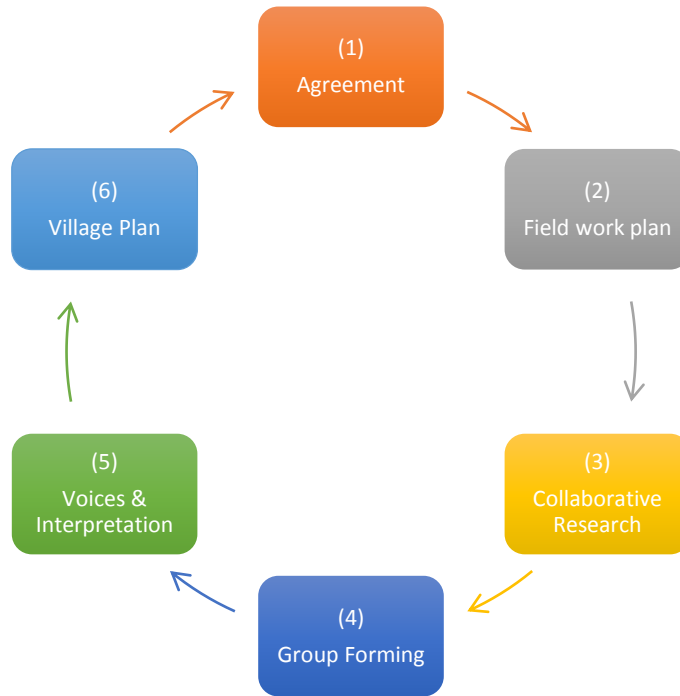 (1)
Agreement
(2)
Field work plan
(3)
Collaborative
Research
(4)
Group Forming
(5)
Voices &
Interpretation
(6)
Village Plan